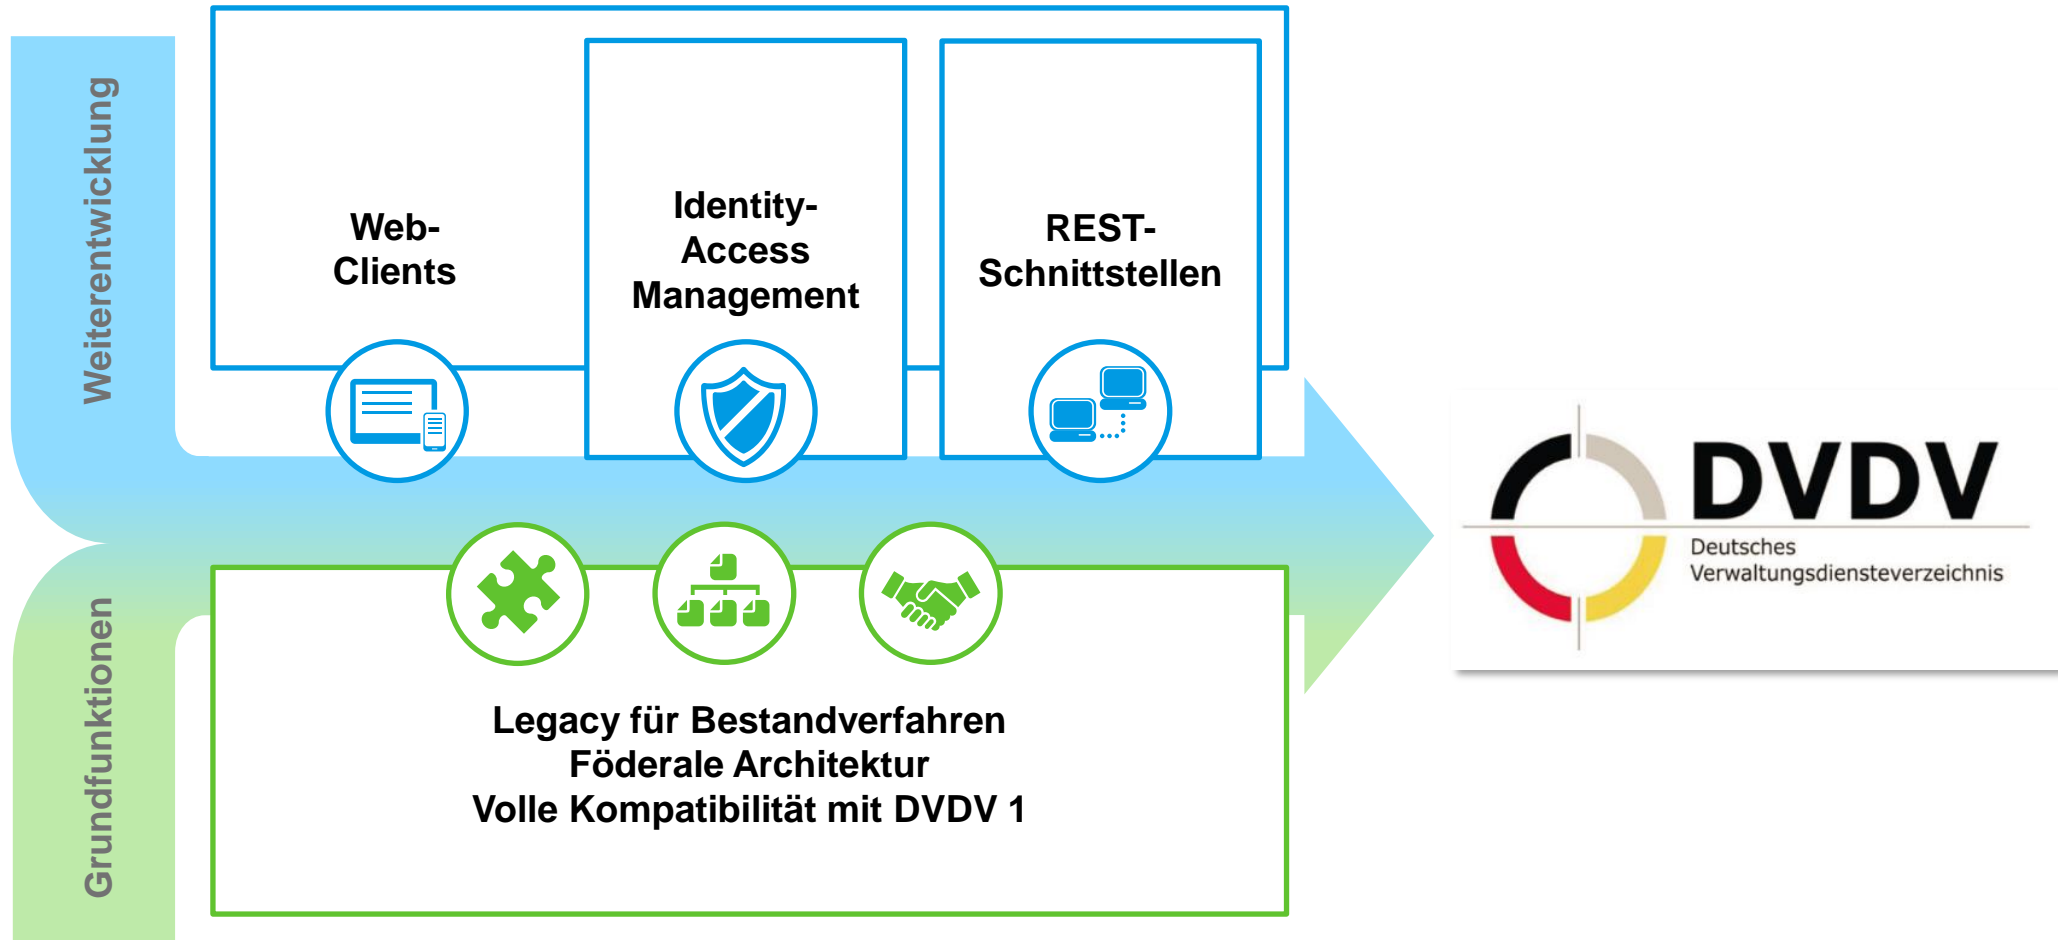 Weiterentwicklung
Web-
Clients
Identity-
Access
Management
REST-
Schnittstellen
Grundfunktionen
Legacy für Bestandverfahren
Föderale Architektur
Volle Kompatibilität mit DVDV 1
DVDV
Deutsches
Verwaltungsdiensteverzeichnis